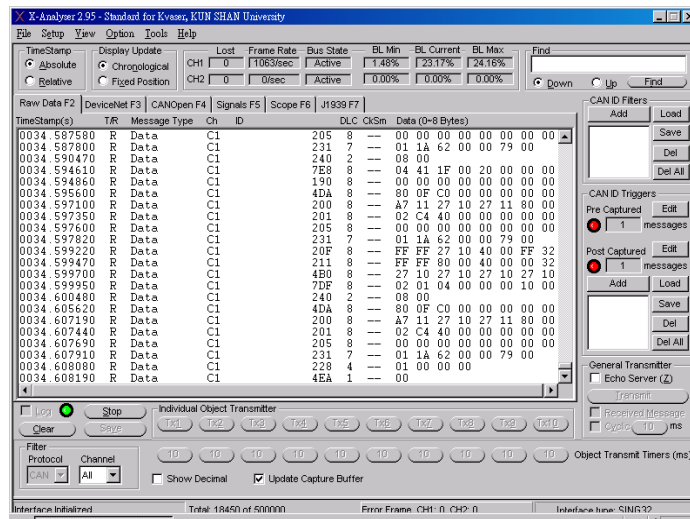 X-Analyser 2.95 - Standard for Kvaser, KUN SHAN University
File Setup View Option Tools Help
TimeStamp Display Update Lost Frame Rate Bus State BL Min BL Current BL Max Find
Absolute Chronological CH1 0 1063/sec Active 1.48% 23.17% 24.16%
Relative Fixed Position CH2 0 0/sec Active 0.00% 0.00% 0.00% Down Up Find
Raw Data F2 DeviceNet F3 CANOpen F4 Signals F5 Scope F6 J1939 F7
TimeStamp(s) T/R Message Type Ch ID DLC CkSm Data (0~8 Bytes)
0034.587580 R Data C1 205 8 -- 00 00 00 00 00 00 00 00
0034.587800 R Data C1 231 7 -- 01 1A 62 00 00 79 00
0034.590470 R Data C1 240 2 -- 08 00
0034.594610 R Data C1 7E8 8 -- 04 41 1F 00 20 00 00 00
0034.594860 R Data C1 190 8 -- 00 00 00 00 00 00 00 00
0034.595600 R Data C1 4DA 8 -- 80 0F C0 00 00 00 00 00
0034.597100 R Data C1 200 8 -- A7 11 27 10 27 11 80 00
0034.597350 R Data C1 201 8 -- 02 C4 40 00 00 00 00 00
0034.597600 R Data C1 205 8 -- 00 00 00 00 00 00 00 00
0034.597820 R Data C1 231 7 -- 01 1A 62 00 00 79 00
0034.599220 R Data C1 20F 8 -- FF FF 27 10 40 00 FF 32
0034.599470 R Data C1 211 8 -- FF FF 80 00 40 00 00 32
0034.599700 R Data C1 4B0 8 -- 27 10 27 10 27 10 27 10
0034.599950 R Data C1 7DF 8 -- 02 01 04 00 00 00 10 00
0034.600480 R Data C1 240 2 -- 08 00
0034.605620 R Data C1 4DA 8 -- 80 0F C0 00 00 00 00 00
0034.607190 R Data C1 200 8 -- A7 11 27 10 27 11 80 00
0034.607440 R Data C1 201 8 -- 02 C4 40 00 00 00 00 00
0034.607690 R Data C1 205 8 -- 00 00 00 00 00 00 00 00
0034.607910 R Data C1 231 7 -- 01 1A 62 00 00 79 00
0034.608080 R Data C1 228 4 -- 01 00 00 00
0034.608190 R Data C1 4EA 1 -- 00
CAN ID Filters
Add Load
Save
Del
Del All
CAN ID Triggers
Pre Captured Edit
1 messages
Post Captured Edit
1 messages
Add Load
Save
Del
Del All
General Transmitter
Echo Server (Z)
Transmit
Received Message
Cyclic 10 ms
Log Stop Individual Object Transmitter
Clear Save Tx1 Tx2 Tx3 Tx4 Tx5 Tx6 Tx7 Tx8 Tx9 Tx10
Filter
Protocol Channel 10 10 10 10 10 10 10 10 10 10 Object Transmit Timers (ms)
CAN All Show Decimal Update Capture Buffer
Interface Initialized Total: 18450 of 500000 Error Frame CH1: 0 CH2: 0 Interface type: SING32